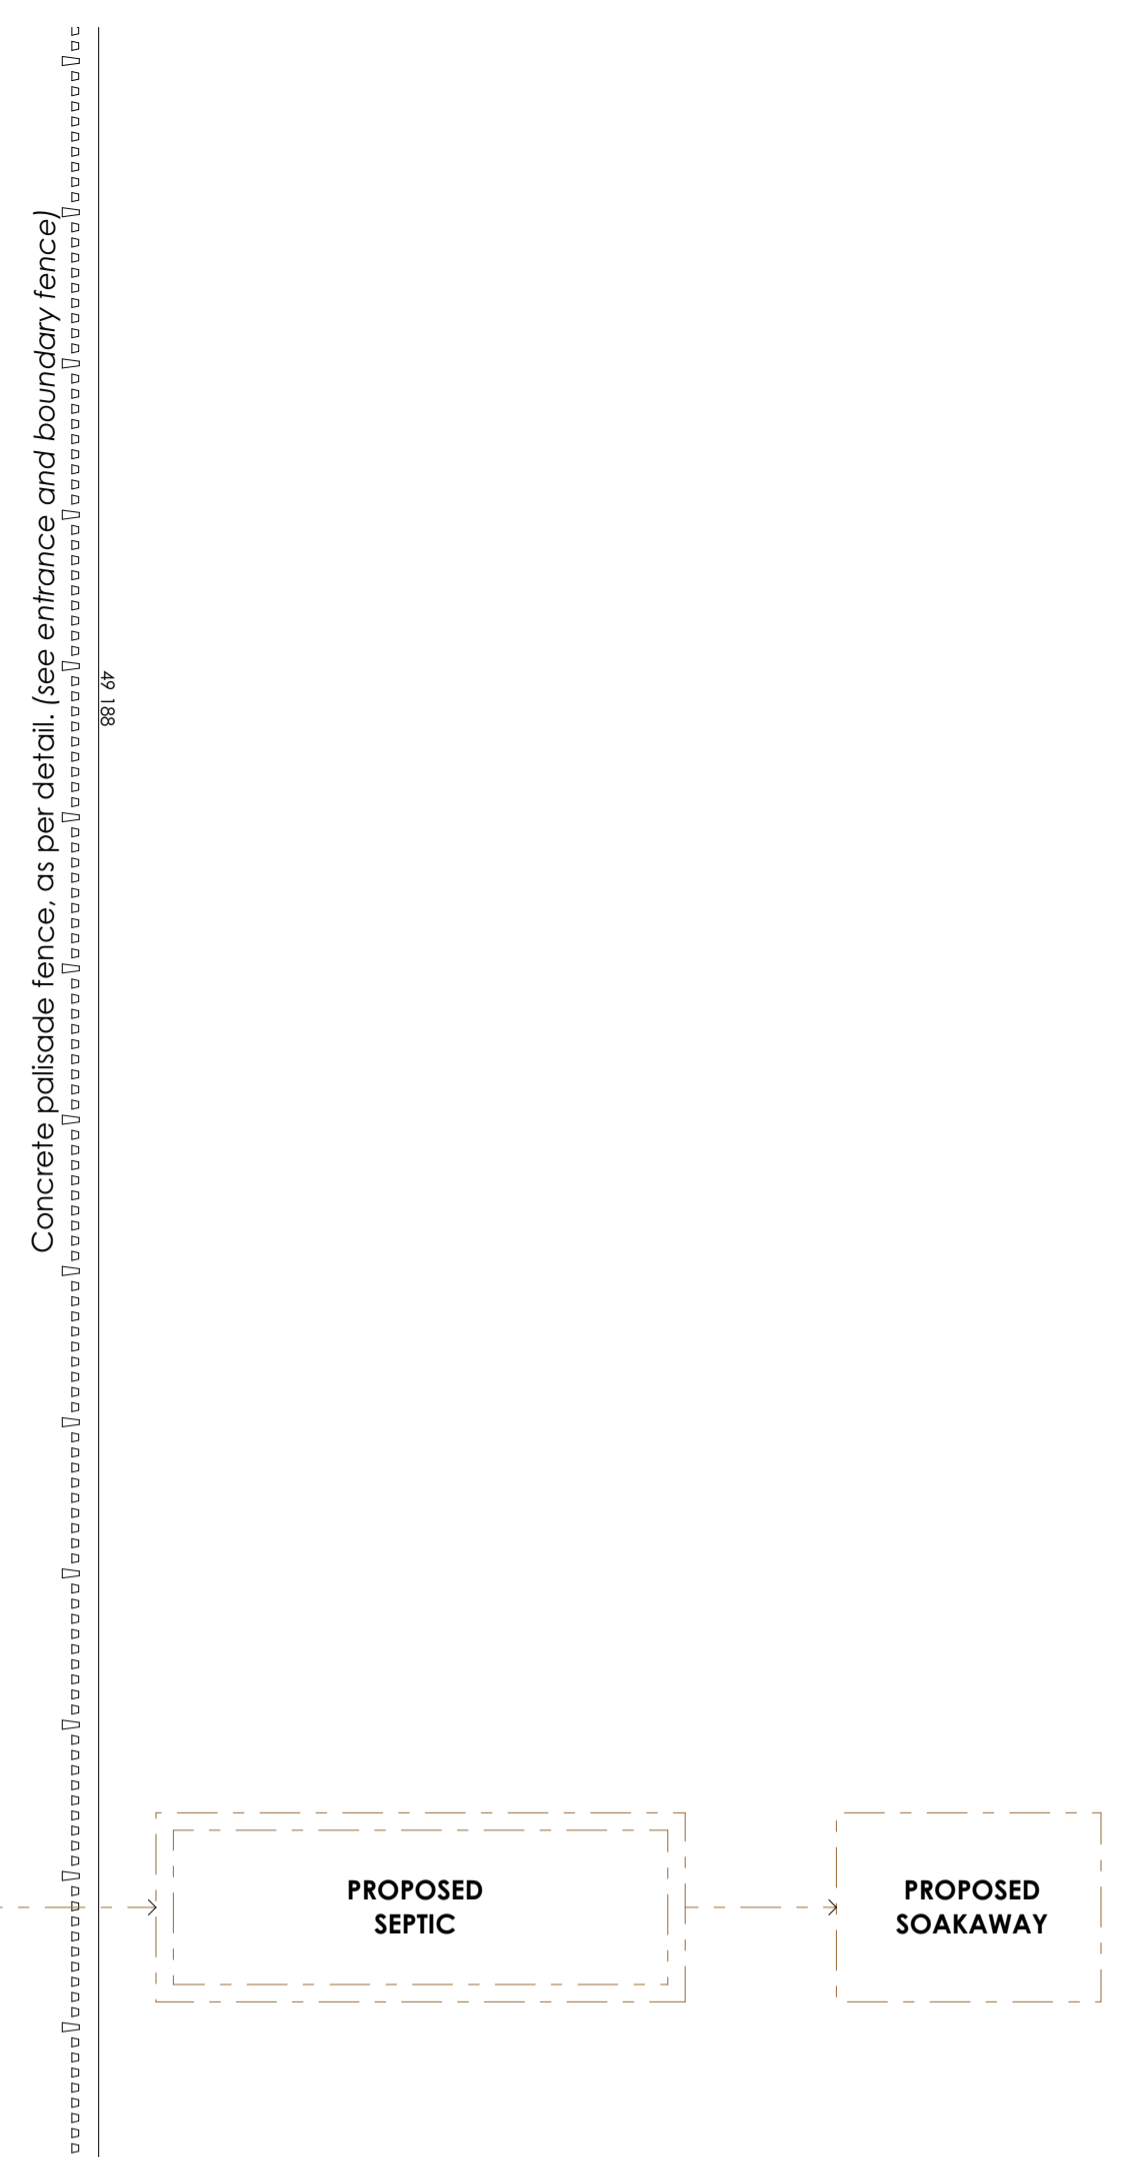 Concrete palisade fence, as per detail. (see entrance and boundary fence)
49 188
PROPOSED
SEPTIC
PROPOSED
SOAKAWAY